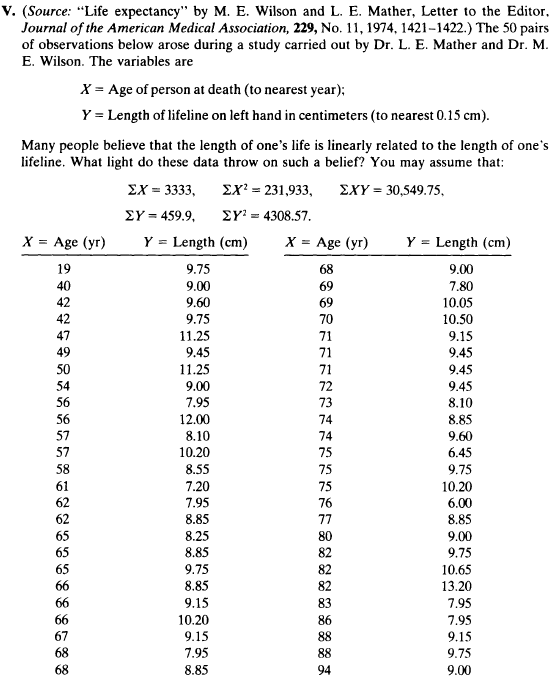 V. (Source: “Life expectancy” by M. E. Wilson and L. E. Mather, Letter to the Editor,
Journal of the American Medical Association, 229, No. 11, 1974, 1421–1422.) The 50 pairs
of observations below arose during a study carried out by Dr. L. E. Mather and Dr. M.
E. Wilson. The variables are
X = Age of person at death (to nearest year);
Y = Length of lifeline on left hand in centimeters (to nearest 0.15 cm).
Many people believe that the length of one’s life is linearly related to the length of one’s
lifeline. What light do these data throw on such a belief? You may assume that:
ΣX = 3333, ΣX² = 231,933, ΣXY = 30,549.75,
ΣY = 459.9, ΣY² = 4308.57.
X = Age (yr) Y = Length (cm) X = Age (yr) Y = Length (cm)
19 9.75 68 9.00
40 9.00 69 7.80
42 9.60 69 10.05
42 9.75 70 10.50
47 11.25 71 9.15
49 9.45 71 9.45
50 11.25 71 9.45
54 9.00 72 9.45
56 7.95 73 8.10
56 12.00 74 8.85
57 8.10 74 9.60
57 10.20 75 6.45
58 8.55 75 9.75
61 7.20 75 10.20
62 7.95 76 6.00
62 8.85 77 8.85
65 8.25 80 9.00
65 8.85 82 9.75
65 9.75 82 10.65
66 8.85 82 13.20
66 9.15 83 7.95
66 10.20 86 7.95
67 9.15 88 9.15
68 7.95 88 9.75
68 8.85 94 9.00